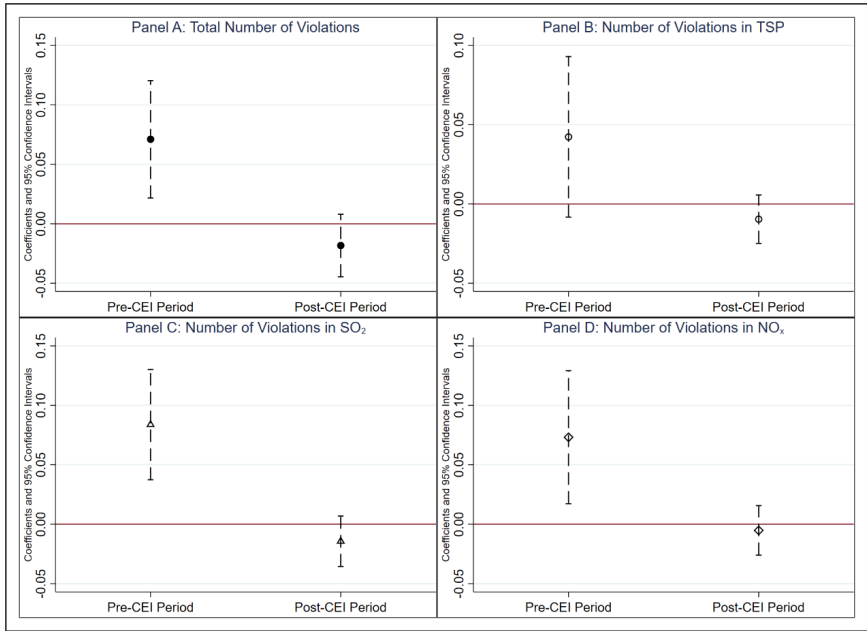 Panel A: Total Number of Violations
Coefficients and 95% Confidence Intervals
0.15
0.10
0.05
0.00
-0.05
Pre-CEI Period
Post-CEI Period
Panel B: Number of Violations in TSP
Coefficients and 95% Confidence Intervals
0.10
0.05
0.00
-0.05
Pre-CEI Period
Post-CEI Period
Panel C: Number of Violations in SO₂
Coefficients and 95% Confidence Intervals
0.15
0.10
0.05
0.00
-0.05
Pre-CEI Period
Post-CEI Period
Panel D: Number of Violations in NOₓ
Coefficients and 95% Confidence Intervals
0.15
0.10
0.05
0.00
-0.05
Pre-CEI Period
Post-CEI Period